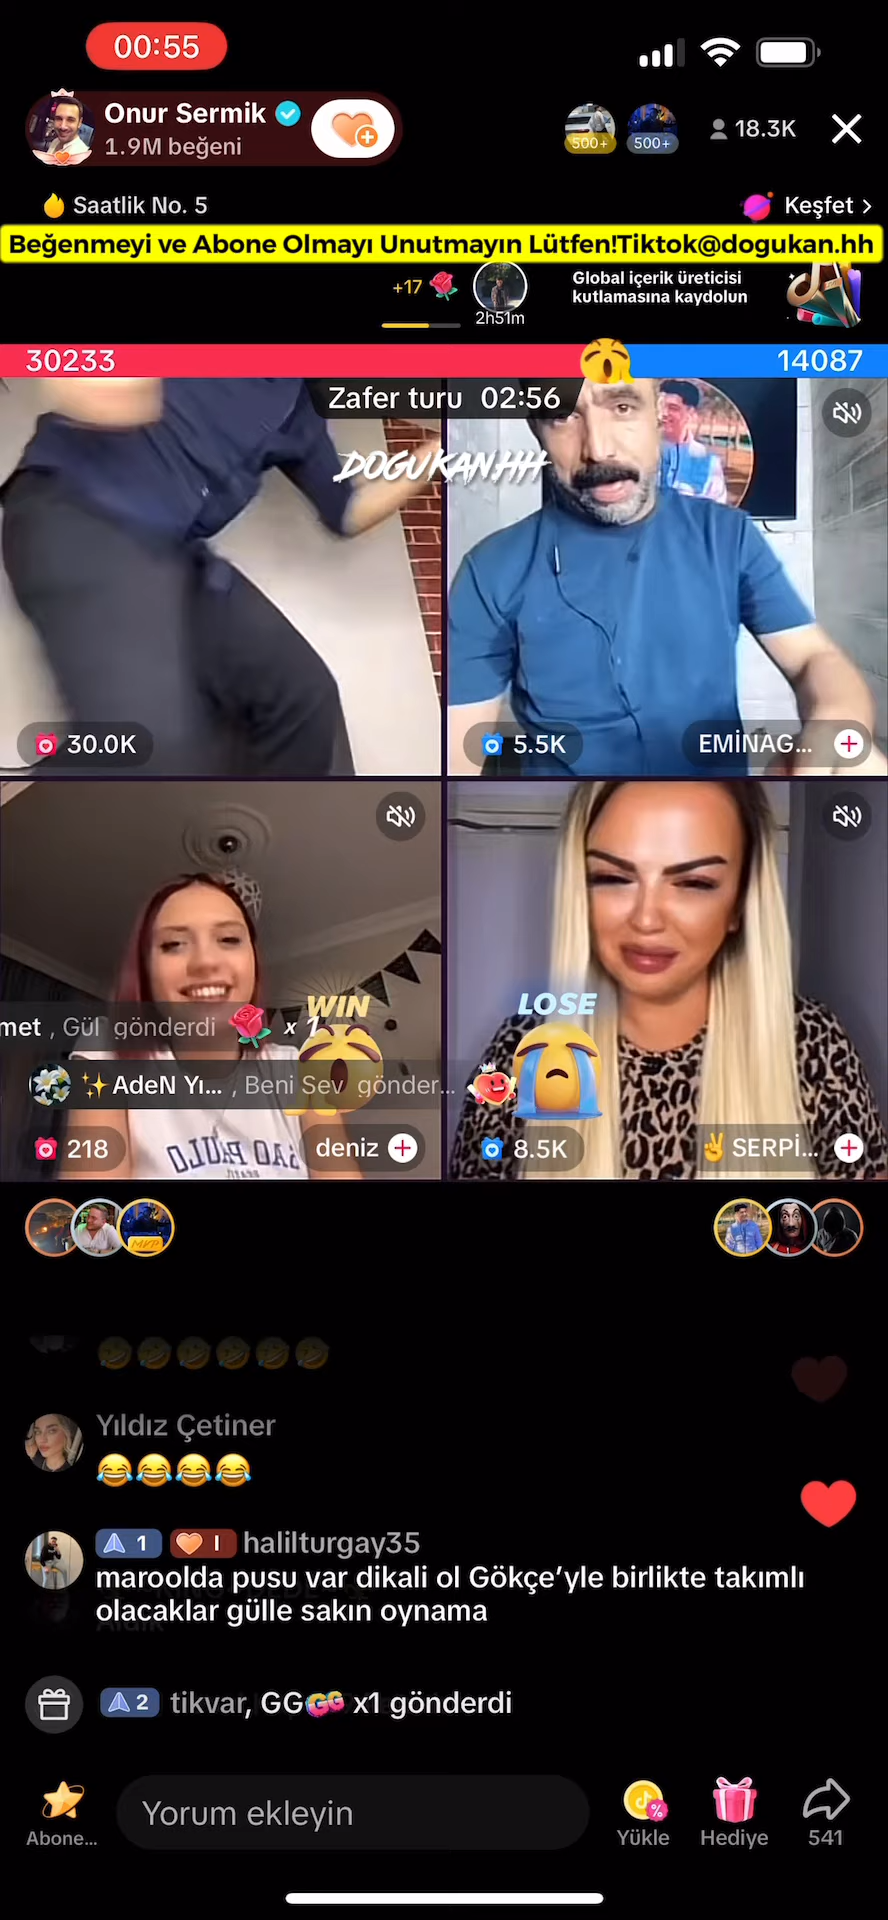 00:55
Onur Sermik
1.9M beğeni
500+
500+
18.3K
Saatlik No. 5
Keşfet >
Beğenmeyi ve Abone Olmayı Unutmayın Lütfen!Tiktok@dogukan.hh
+17
2h51m
Global içerik üreticisi
kutlamasına kaydolun
30233
14087
Zafer turu 02:56
DOGUKAN.HH
30.0K
5.5K
EMİNAG...
met , Gül gönderdi x 1
WIN
LOSE
AdeN Yı... , Beni Sev gönder...
SAO PAULO
218
deniz
8.5K
SERPİ...
Yıldız Çetiner
1 I halilturgay35
maroolda pusu var dikali ol Gökçe’yle birlikte takımlı
olacaklar gülle sakın oynama
2 tikvar, GG GG x1 gönderdi
Abone...
Yorum ekleyin
Yükle
Hediye
541